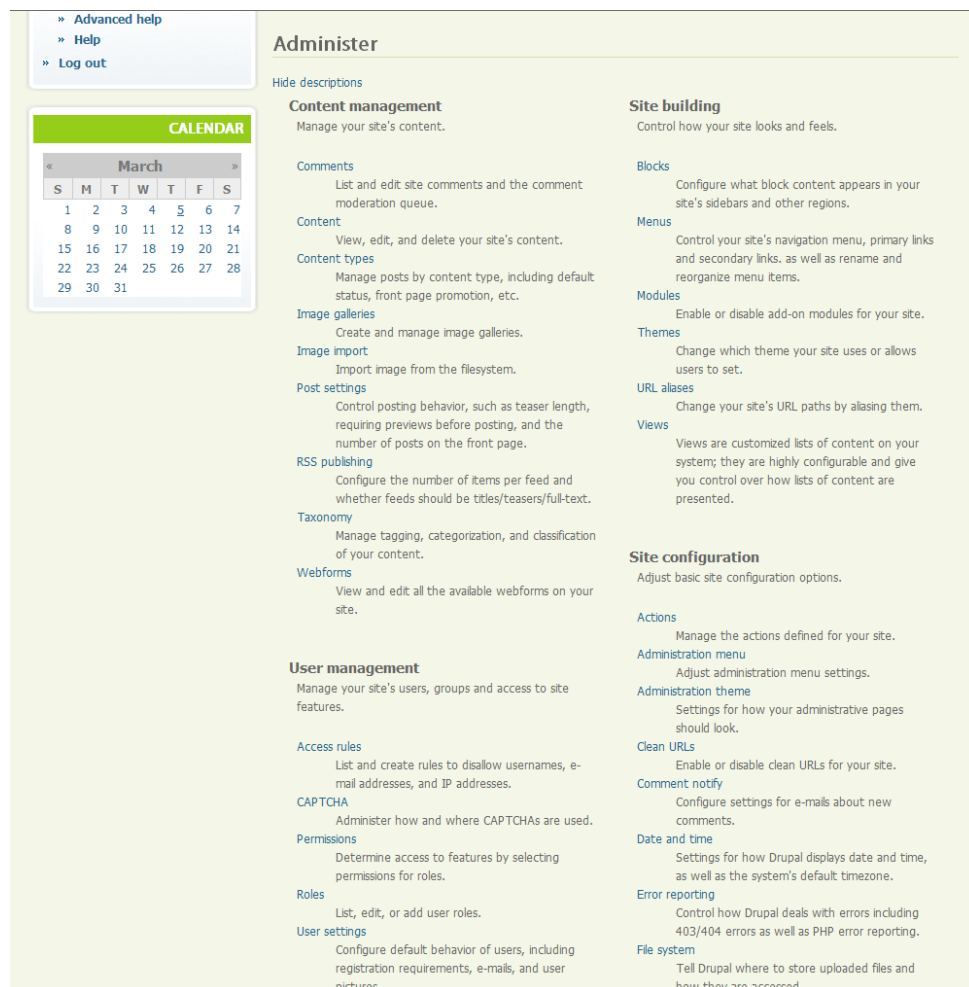 » Advanced help
» Help
» Log out
CALENDAR
« March »
S M T W T F S
1 2 3 4 5 6 7
8 9 10 11 12 13 14
15 16 17 18 19 20 21
22 23 24 25 26 27 28
29 30 31
Administer
Hide descriptions
Content management
Manage your site's content.
Comments
List and edit site comments and the comment
moderation queue.
Content
View, edit, and delete your site's content.
Content types
Manage posts by content type, including default
status, front page promotion, etc.
Image galleries
Create and manage image galleries.
Image import
Import image from the filesystem.
Post settings
Control posting behavior, such as teaser length,
requiring previews before posting, and the
number of posts on the front page.
RSS publishing
Configure the number of items per feed and
whether feeds should be titles/teasers/full-text.
Taxonomy
Manage tagging, categorization, and classification
of your content.
Webforms
View and edit all the available webforms on your
site.
User management
Manage your site's users, groups and access to site
features.
Access rules
List and create rules to disallow usernames, e-
mail addresses, and IP addresses.
CAPTCHA
Administer how and where CAPTCHAs are used.
Permissions
Determine access to features by selecting
permissions for roles.
Roles
List, edit, or add user roles.
User settings
Configure default behavior of users, including
registration requirements, e-mails, and user
pictures.
Site building
Control how your site looks and feels.
Blocks
Configure what block content appears in your
site's sidebars and other regions.
Menus
Control your site's navigation menu, primary links
and secondary links. as well as rename and
reorganize menu items.
Modules
Enable or disable add-on modules for your site.
Themes
Change which theme your site uses or allows
users to set.
URL aliases
Change your site's URL paths by aliasing them.
Views
Views are customized lists of content on your
system; they are highly configurable and give
you control over how lists of content are
presented.
Site configuration
Adjust basic site configuration options.
Actions
Manage the actions defined for your site.
Administration menu
Adjust administration menu settings.
Administration theme
Settings for how your administrative pages
should look.
Clean URLs
Enable or disable clean URLs for your site.
Comment notify
Configure settings for e-mails about new
comments.
Date and time
Settings for how Drupal displays date and time,
as well as the system's default timezone.
Error reporting
Control how Drupal deals with errors including
403/404 errors as well as PHP error reporting.
File system
Tell Drupal where to store uploaded files and
how they are accessed.